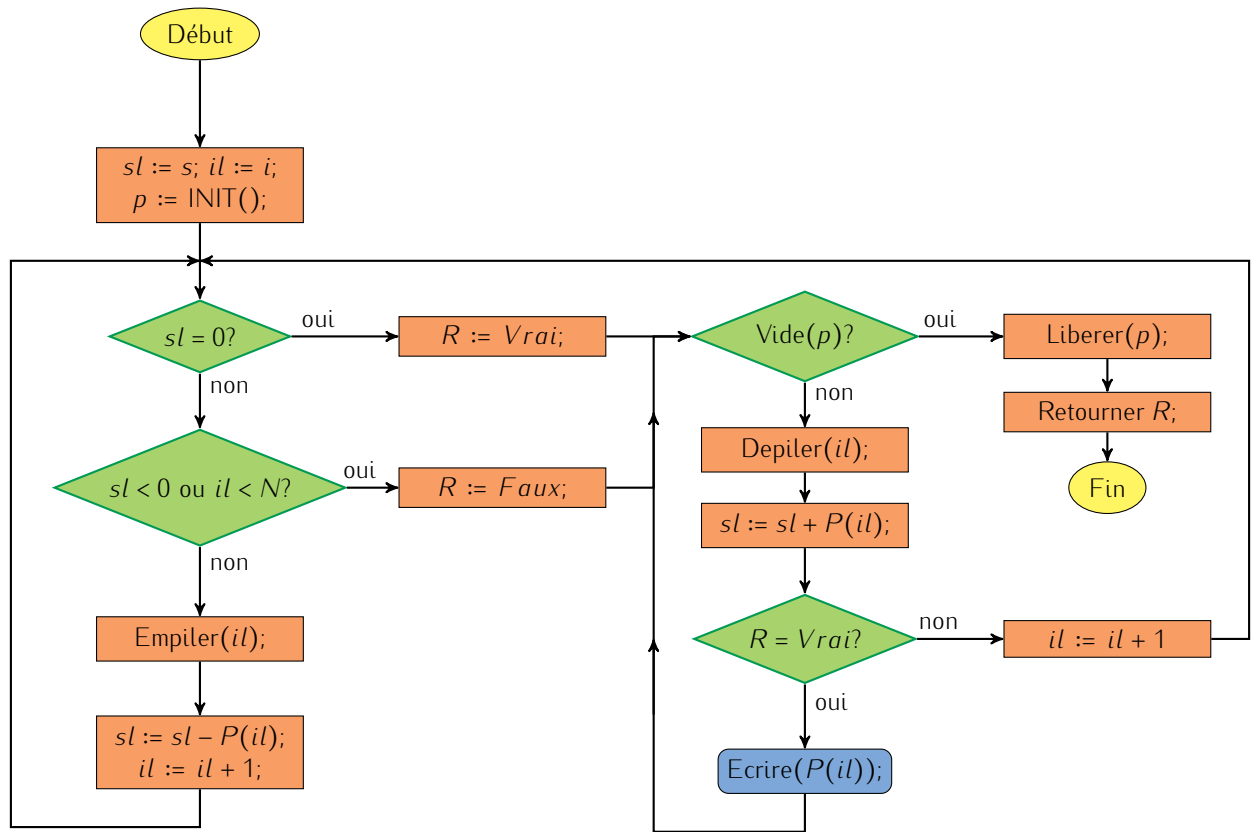 Début
sl := s; il := i;
p := INIT();
sl = 0?
oui
R := Vrai;
Vide(p)?
oui
Liberer(p);
non
non
Retourner R;
Depiler(il);
sl < 0 ou il < N?
oui
R := Faux;
Fin
sl := sl + P(il);
non
Empiler(il);
R = Vrai?
non
il := il + 1
oui
sl := sl – P(il);
il := il + 1;
Ecrire(P(il));